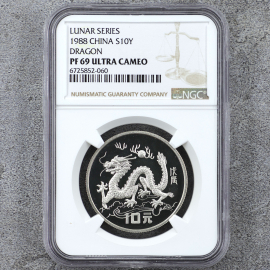 LUNAR SERIES
1988 CHINA S10Y
DRAGON
PF 69 ULTRA CAMEO
6725852-060
NUMISMATIC GUARANTY COMPANY
NGC
10元